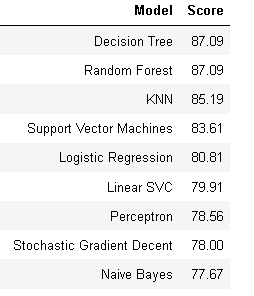 Model Score
Decision Tree 87.09
Random Forest 87.09
KNN 85.19
Support Vector Machines 83.61
Logistic Regression 80.81
Linear SVC 79.91
Perceptron 78.56
Stochastic Gradient Decent 78.00
Naive Bayes 77.67